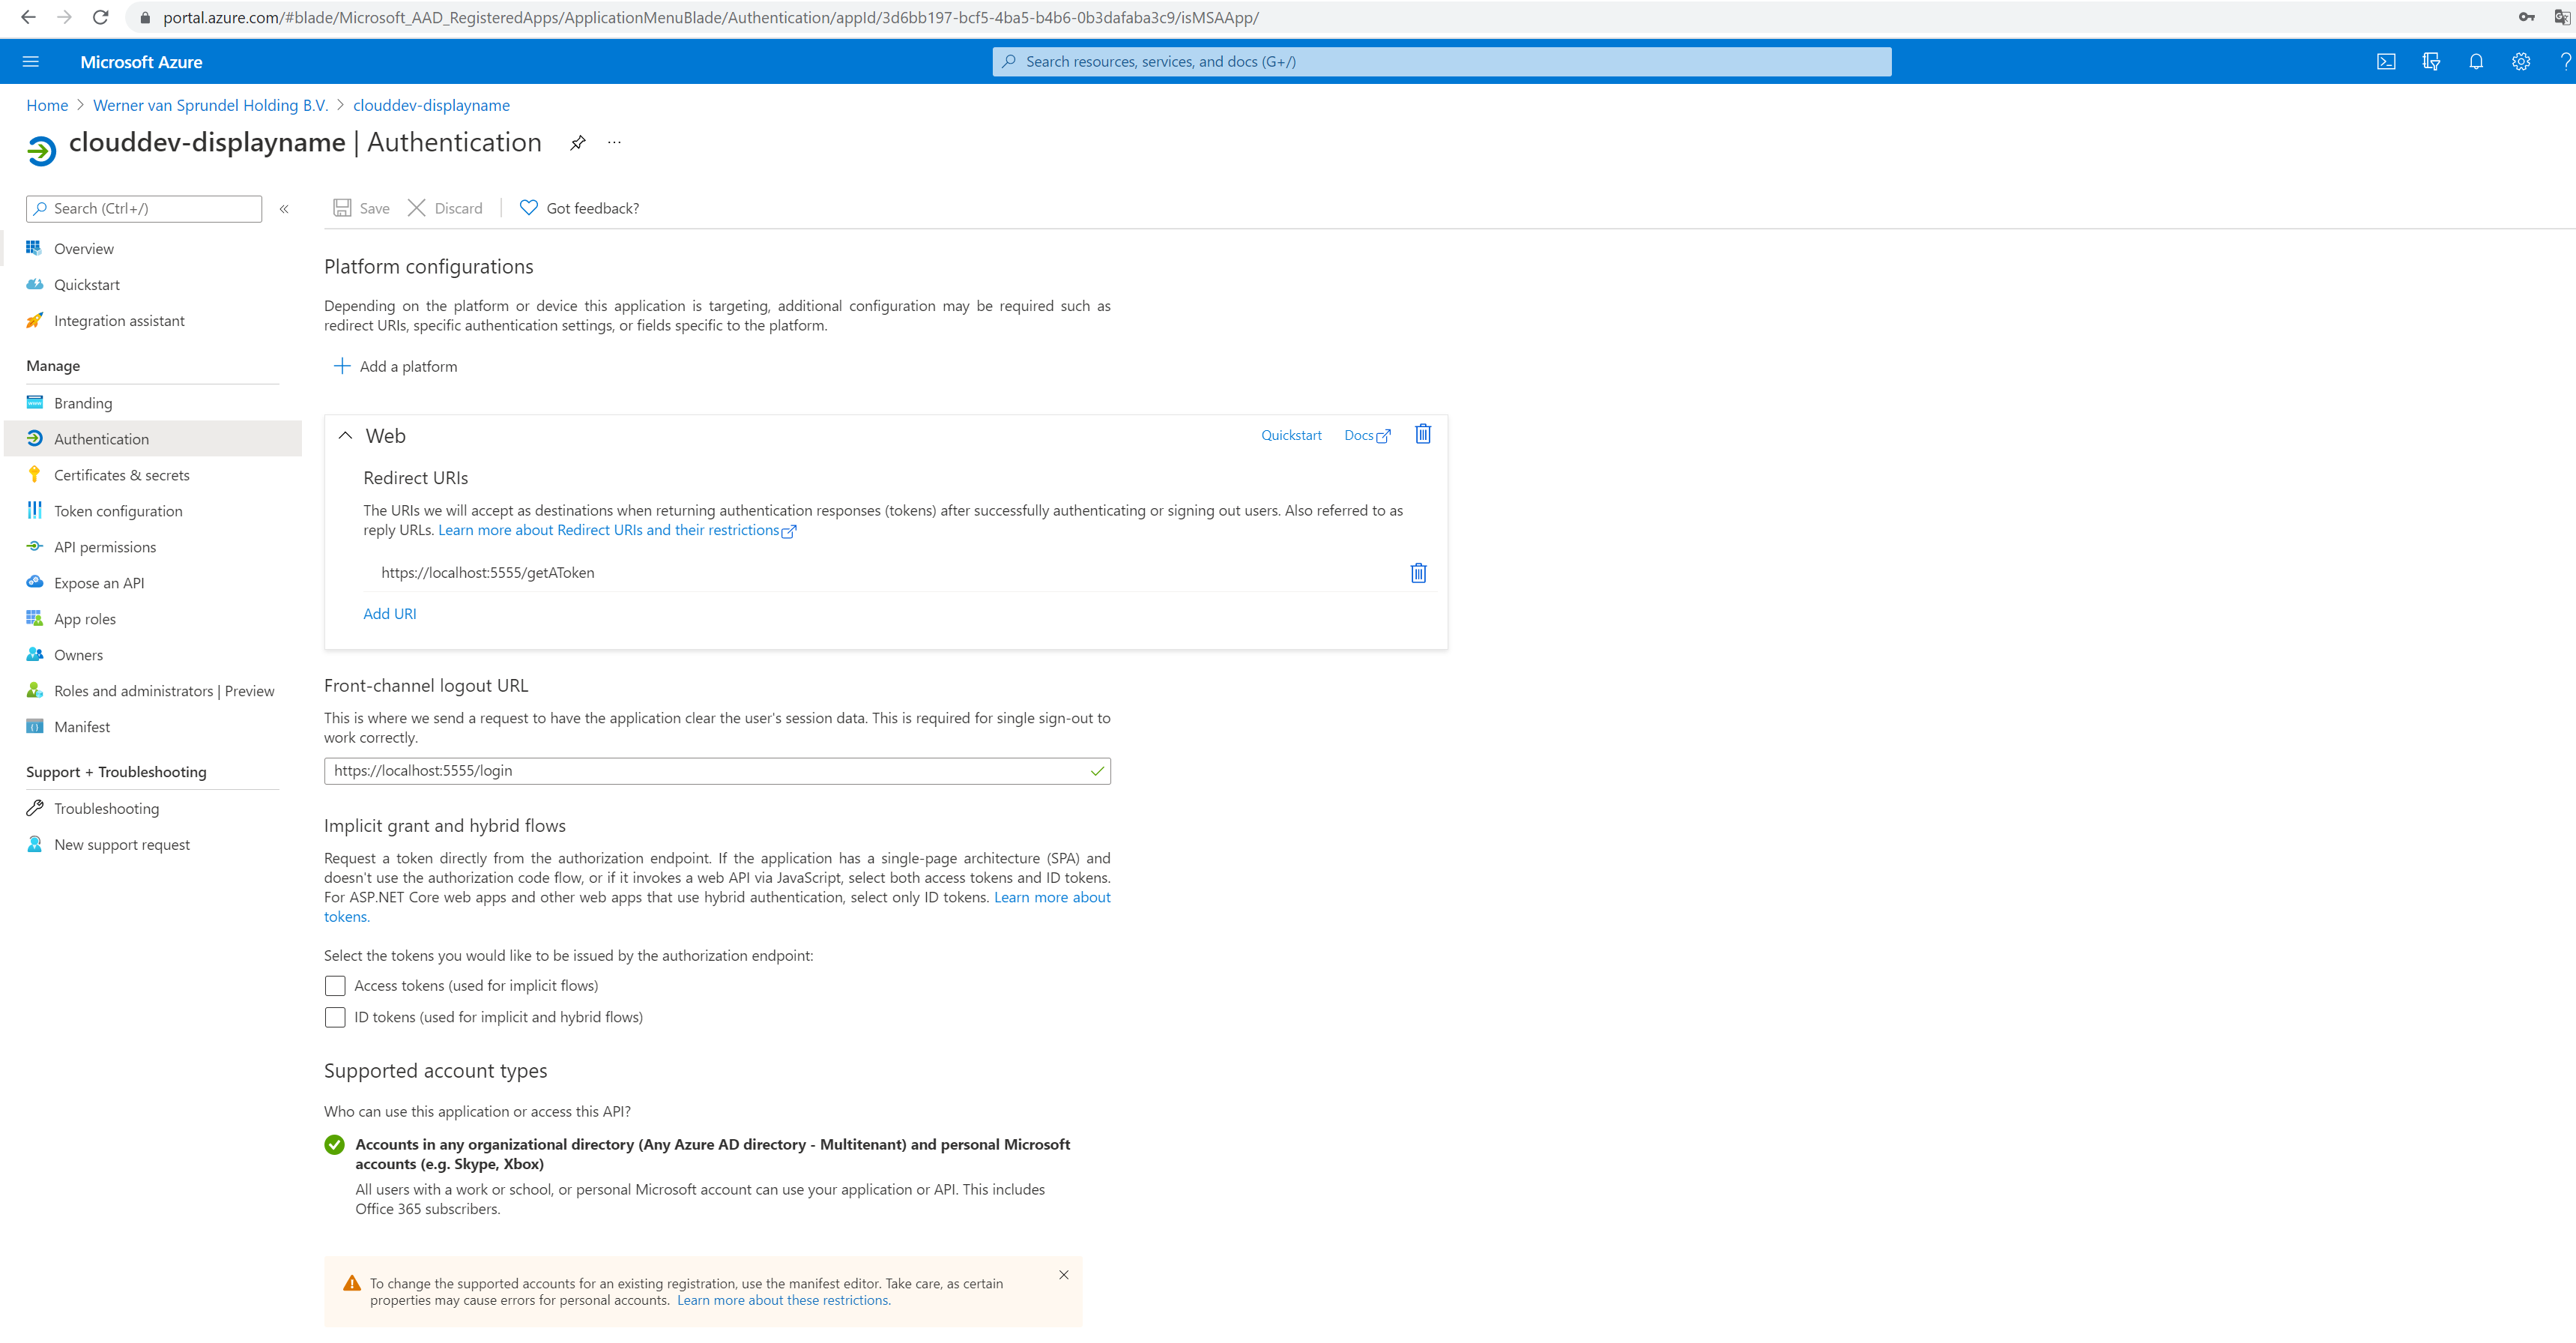 portal.azure.com/#blade/Microsoft_AAD_RegisteredApps/ApplicationMenuBlade/Authentication/appId/3d6bb197-bcf5-4ba5-b4b6-0b3dafaba3c9/isMSAApp/
Microsoft Azure
Search resources, services, and docs (G+/)
Home > Werner van Sprundel Holding B.V. > clouddev-displayname
clouddev-displayname | Authentication
Search (Ctrl+/)
Save
Discard
Got feedback?
Overview
Quickstart
Integration assistant
Manage
Branding
Authentication
Certificates & secrets
Token configuration
API permissions
Expose an API
App roles
Owners
Roles and administrators | Preview
Manifest
Support + Troubleshooting
Troubleshooting
New support request
Platform configurations
Depending on the platform or device this application is targeting, additional configuration may be required such as
redirect URIs, specific authentication settings, or fields specific to the platform.
Add a platform
Web
Quickstart
Docs
Redirect URIs
The URIs we will accept as destinations when returning authentication responses (tokens) after successfully authenticating or signing out users. Also referred to as
reply URLs. Learn more about Redirect URIs and their restrictions
https://localhost:5555/getAToken
Add URI
Front-channel logout URL
This is where we send a request to have the application clear the user's session data. This is required for single sign-out to
work correctly.
https://localhost:5555/login
Implicit grant and hybrid flows
Request a token directly from the authorization endpoint. If the application has a single-page architecture (SPA) and
doesn't use the authorization code flow, or if it invokes a web API via JavaScript, select both access tokens and ID tokens.
For ASP.NET Core web apps and other web apps that use hybrid authentication, select only ID tokens. Learn more about
tokens.
Select the tokens you would like to be issued by the authorization endpoint:
Access tokens (used for implicit flows)
ID tokens (used for implicit and hybrid flows)
Supported account types
Who can use this application or access this API?
Accounts in any organizational directory (Any Azure AD directory - Multitenant) and personal Microsoft
accounts (e.g. Skype, Xbox)
All users with a work or school, or personal Microsoft account can use your application or API. This includes
Office 365 subscribers.
To change the supported accounts for an existing registration, use the manifest editor. Take care, as certain
properties may cause errors for personal accounts. Learn more about these restrictions.